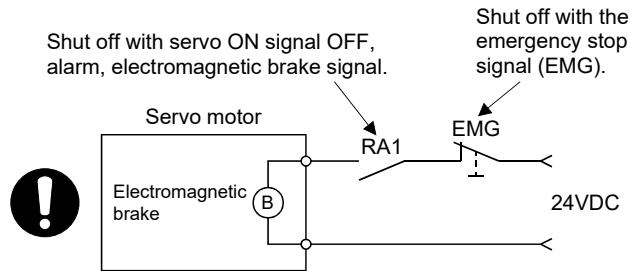 Shut off with servo ON signal OFF,
alarm, electromagnetic brake signal.
Shut off with the
emergency stop
signal (EMG).
Servo motor
RA1
EMG
Electromagnetic
brake
B
24VDC